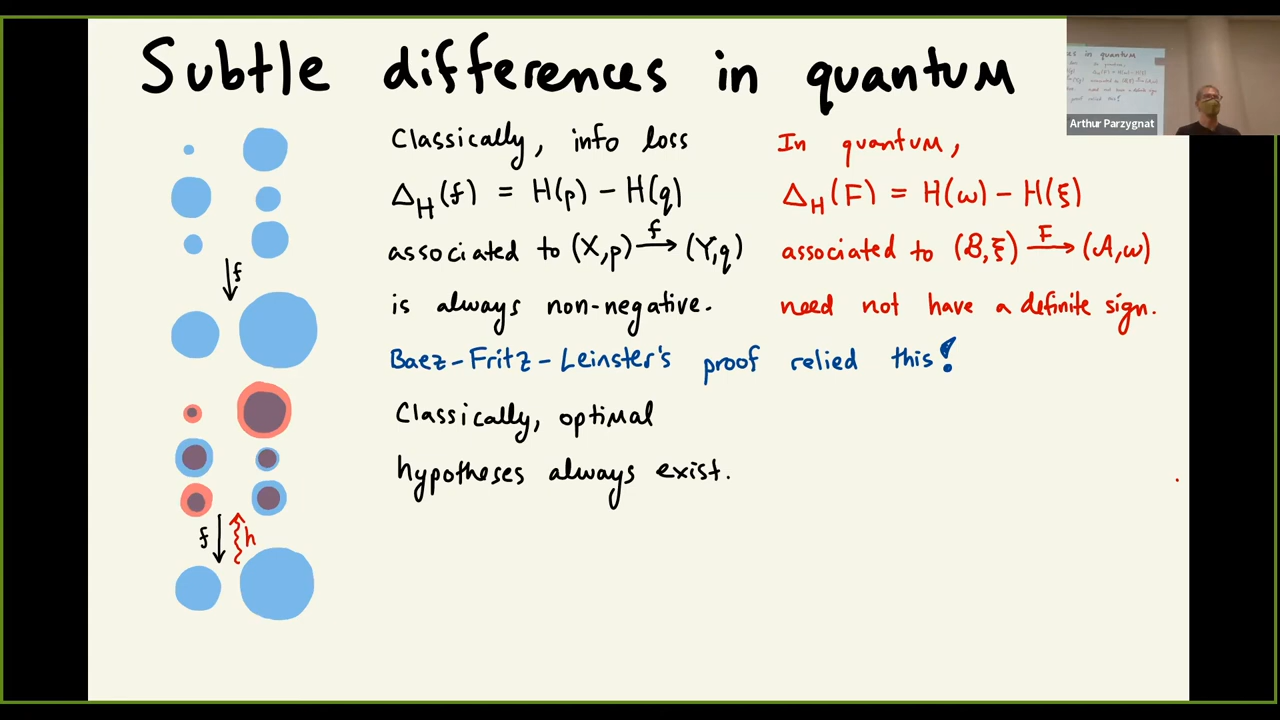 Subtle differences in quantum
Classically, info loss
Δ_H(f) = H(p) − H(q)
associated to (X,p) —f→ (Y,q)
is always non-negative.
In quantum,
Δ_H(F) = H(ω) − H(ξ)
associated to (B,ξ) —F→ (A,ω)
need not have a definite sign.
Baez-Fritz-Leinster's proof relied this!
Classically, optimal
hypotheses always exist.
f
f h
Arthur Parzygnat